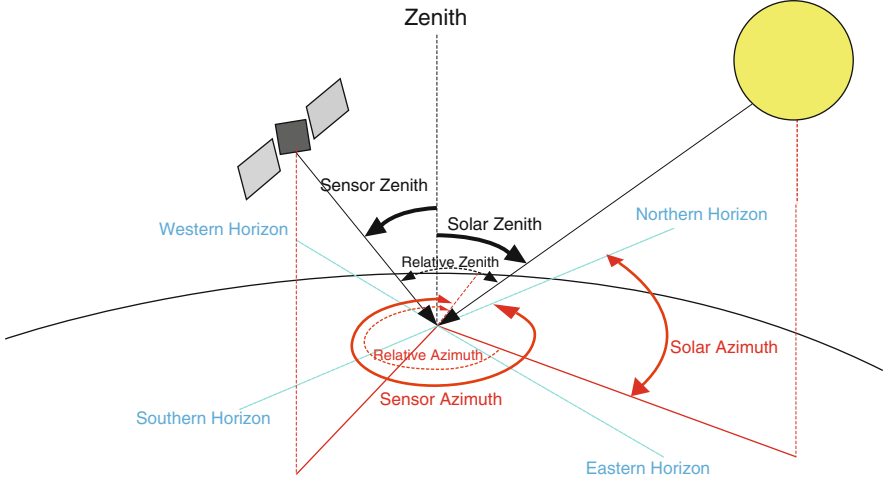 Zenith
Sensor Zenith
Solar Zenith
Northern Horizon
Western Horizon
Relative Zenith
Relative Azimuth
Solar Azimuth
Sensor Azimuth
Southern Horizon
Eastern Horizon